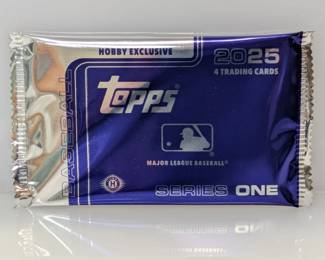 HOBBY EXCLUSIVE
2025
4 TRADING CARDS
TOPPS
MAJOR LEAGUE BASEBALL®
BASEBALL
H
SERIES ONE